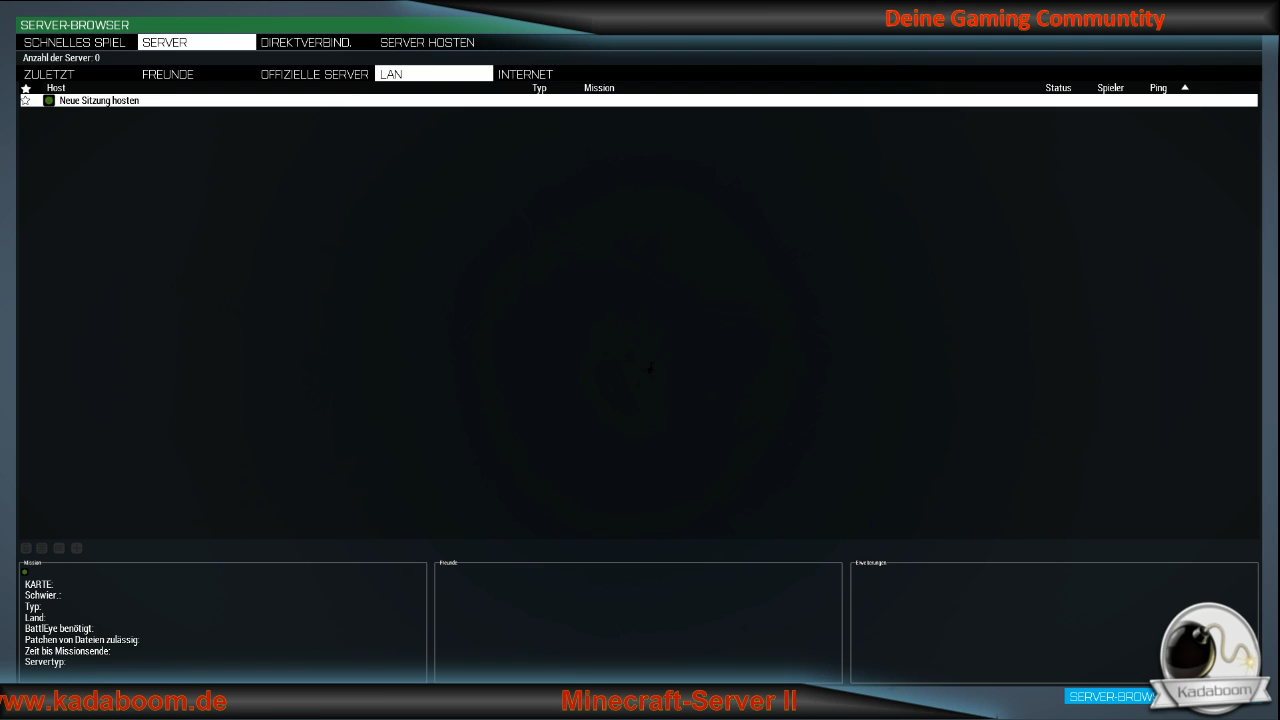 Deine Gaming Communtity
SERVER-BROWSER
SCHNELLES SPIEL SERVER DIREKTVERBIND. SERVER HOSTEN
Anzahl der Server: 0
ZULETZT FREUNDE OFFIZIELLE SERVER LAN INTERNET
Host Typ Mission Status Spieler Ping
Neue Sitzung hosten
Mission Freunde Erweiterungen
KARTE:
Schwier.:
Typ:
Land:
BattlEye benötigt:
Patchen von Dateien zulässig:
Zeit bis Missionsende:
Servertyp:
www.kadaboom.de Minecraft-Server II SERVER-BROW
Kadaboom